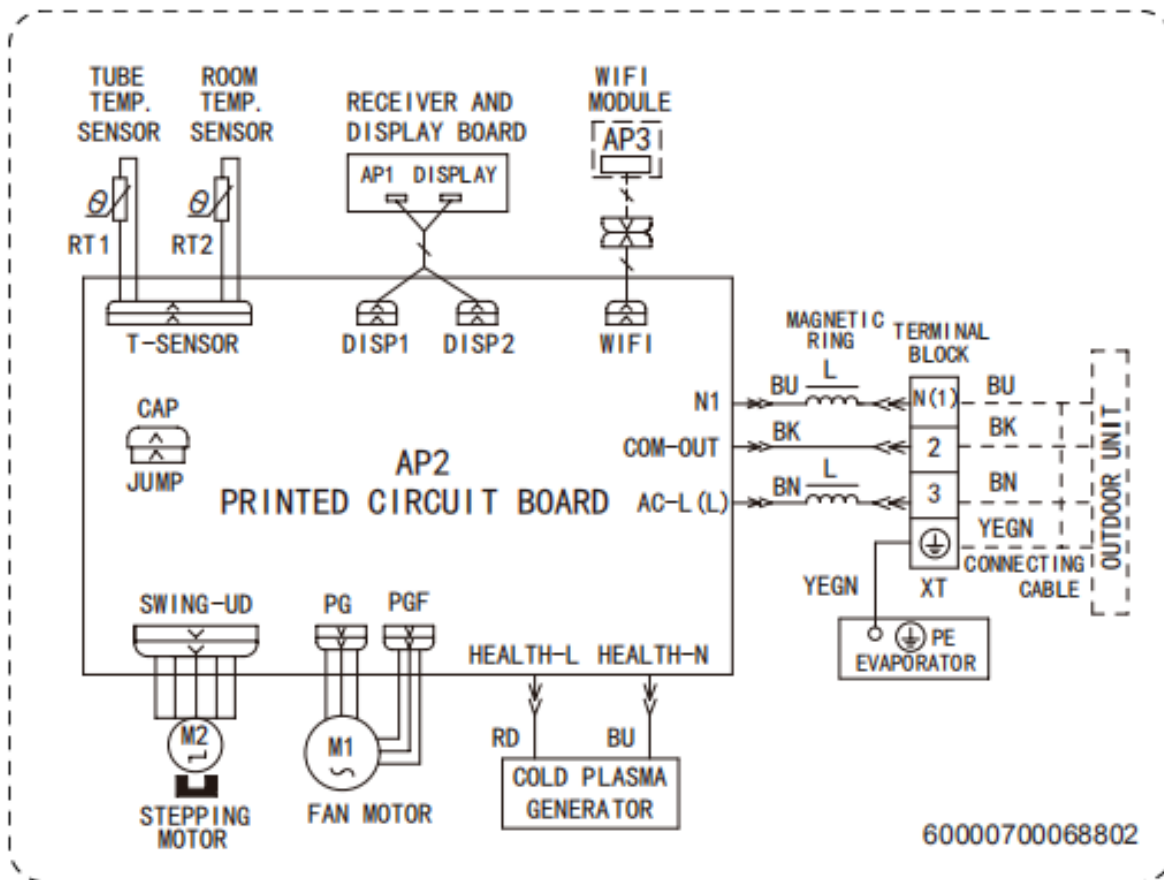 TUBE
TEMP.
SENSOR
ROOM
TEMP.
SENSOR
RECEIVER AND
DISPLAY BOARD
AP1 DISPLAY
WIFI
MODULE
AP3
θ
RT1
θ
RT2
T-SENSOR
DISP1
DISP2
WIFI
MAGNETIC
RING
TERMINAL
BLOCK
CAP
JUMP
AP2
PRINTED CIRCUIT BOARD
N1
BU
L
N(1)
BU
COM-OUT
BK
2
BK
AC-L(L)
BN
L
3
BN
YEGN
YEGN
XT
CONNECTING
CABLE
OUTDOOR UNIT
PE
EVAPORATOR
SWING-UD
PG
PGF
HEALTH-L
HEALTH-N
M2
STEPPING
MOTOR
M1
FAN MOTOR
RD
BU
COLD PLASMA
GENERATOR
60000700068802